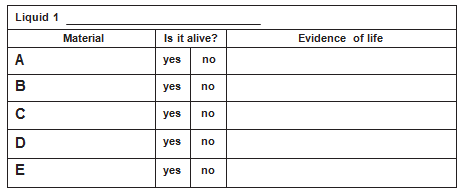 Liquid 1
Material Is it alive? Evidence of life
A yes no
B yes no
C yes no
D yes no
E yes no